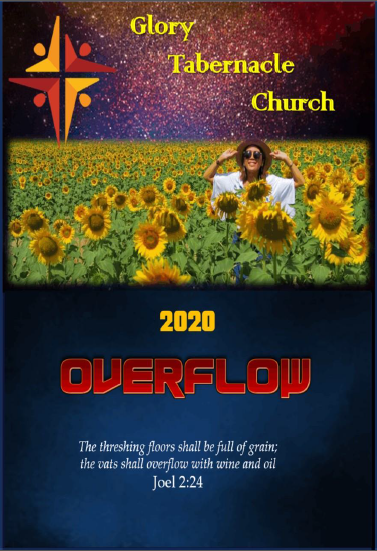 Glory
Tabernacle
Church
2020
OVERFLOW
The threshing floors shall be full of grain;
the vats shall overflow with wine and oil
Joel 2:24